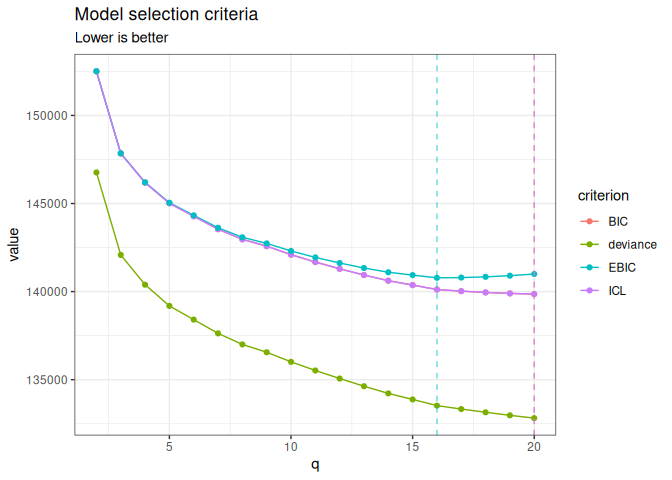 Model selection criteria
Lower is better
150000
145000
140000
135000
value
5 10 15 20
q
criterion
BIC
deviance
EBIC
ICL